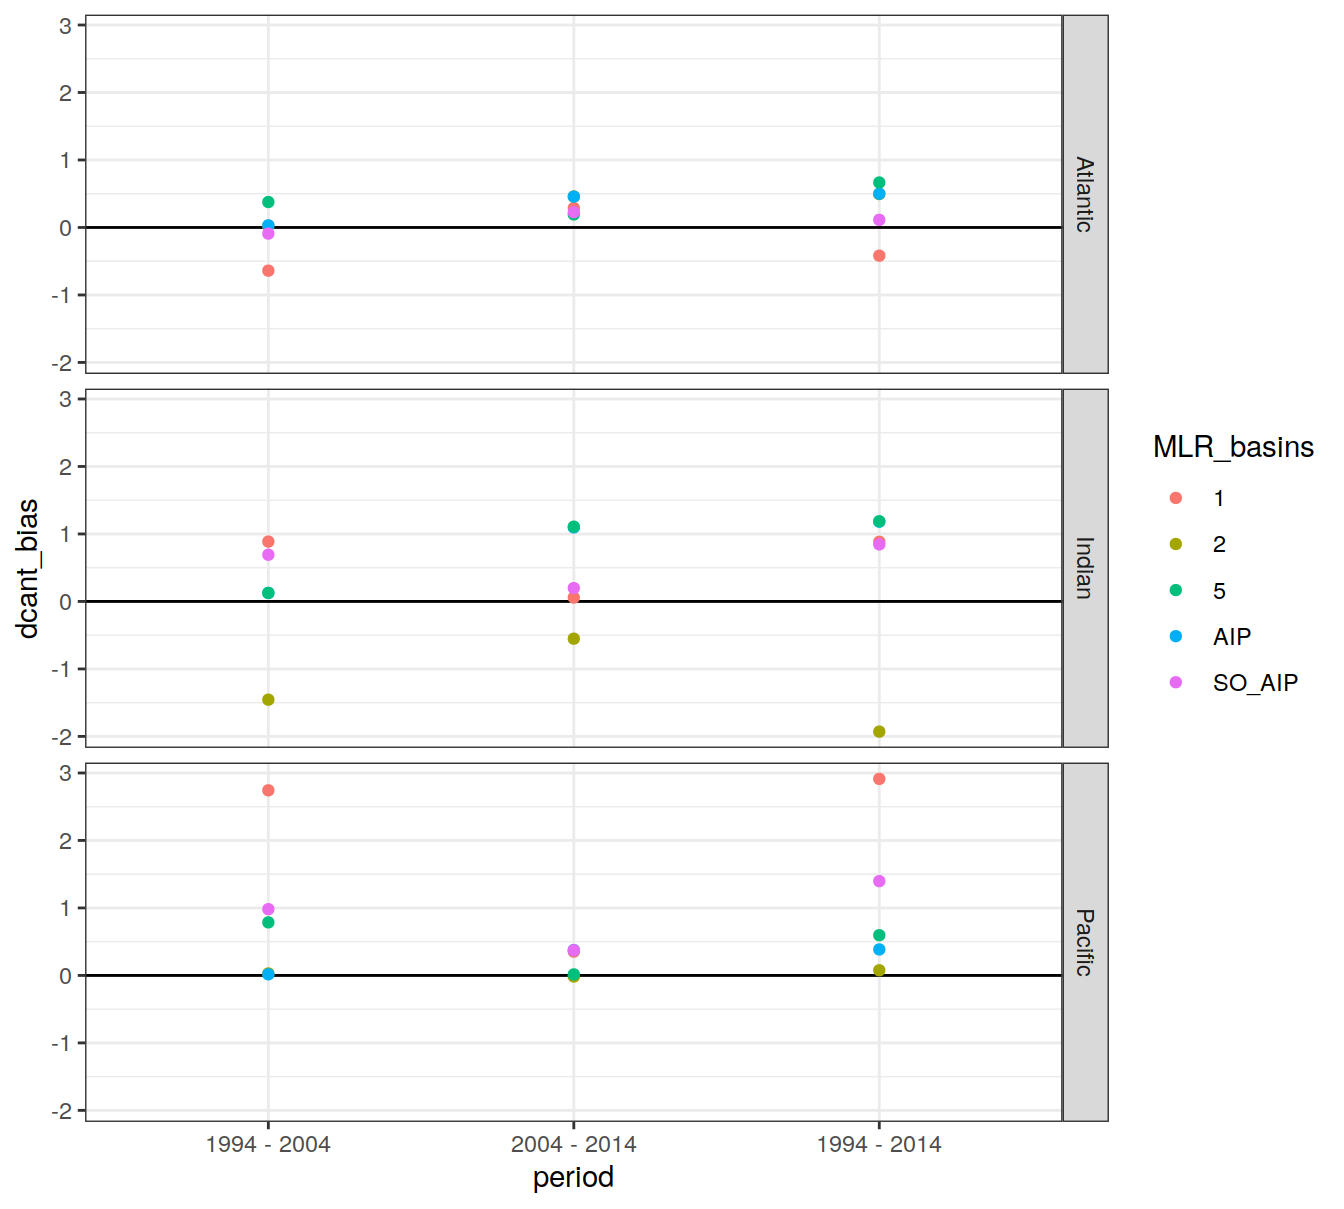 3
2
1
0
-1
-2
Atlantic
3
2
1
0
-1
-2
Indian
3
2
1
0
-1
-2
Pacific
dcant_bias
1994 - 2004
2004 - 2014
1994 - 2014
period
MLR_basins
1
2
5
AIP
SO_AIP